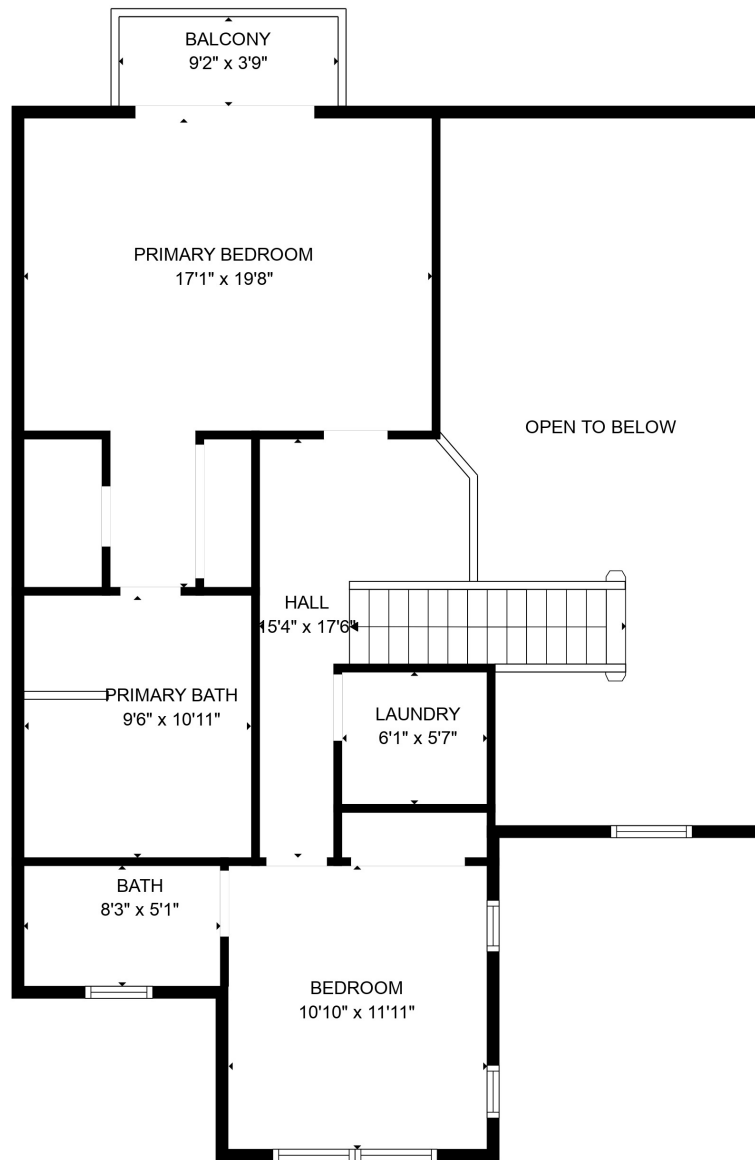 BALCONY
9'2" x 3'9"
PRIMARY BEDROOM
17'1" x 19'8"
OPEN TO BELOW
HALL
15'4" x 17'6"
PRIMARY BATH
9'6" x 10'11"
LAUNDRY
6'1" x 5'7"
BATH
8'3" x 5'1"
BEDROOM
10'10" x 11'11"